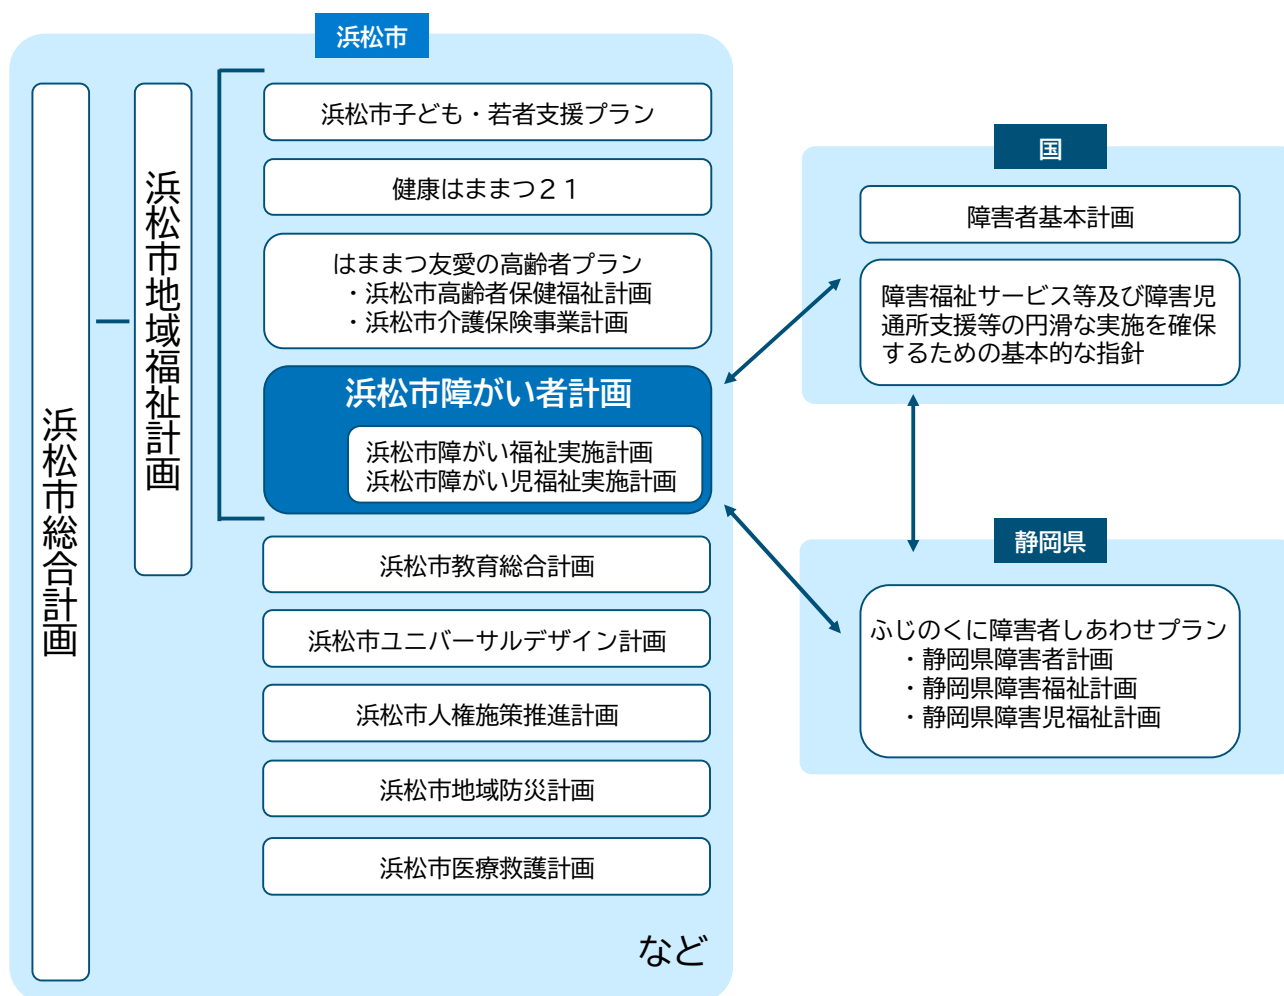 浜松市
浜松市総合計画
浜松市地域福祉計画
浜松市子ども・若者支援プラン
健康はままつ２１
はままつ友愛の高齢者プラン
・浜松市高齢者保健福祉計画
・浜松市介護保険事業計画
浜松市障がい者計画
浜松市障がい福祉実施計画
浜松市障がい児福祉実施計画
浜松市教育総合計画
浜松市ユニバーサルデザイン計画
浜松市人権施策推進計画
浜松市地域防災計画
浜松市医療救護計画
など
国
障害者基本計画
障害福祉サービス等及び障害児
通所支援等の円滑な実施を確保
するための基本的な指針
静岡県
ふじのくに障害者しあわせプラン
・静岡県障害者計画
・静岡県障害福祉計画
・静岡県障害児福祉計画